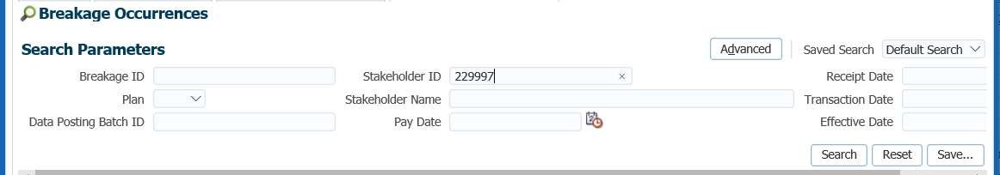 Breakage Occurrences
Search Parameters Advanced Saved Search Default Search
Breakage ID Stakeholder ID 229997 × Receipt Date
Plan Stakeholder Name Transaction Date
Data Posting Batch ID Pay Date Effective Date
Search Reset Save...